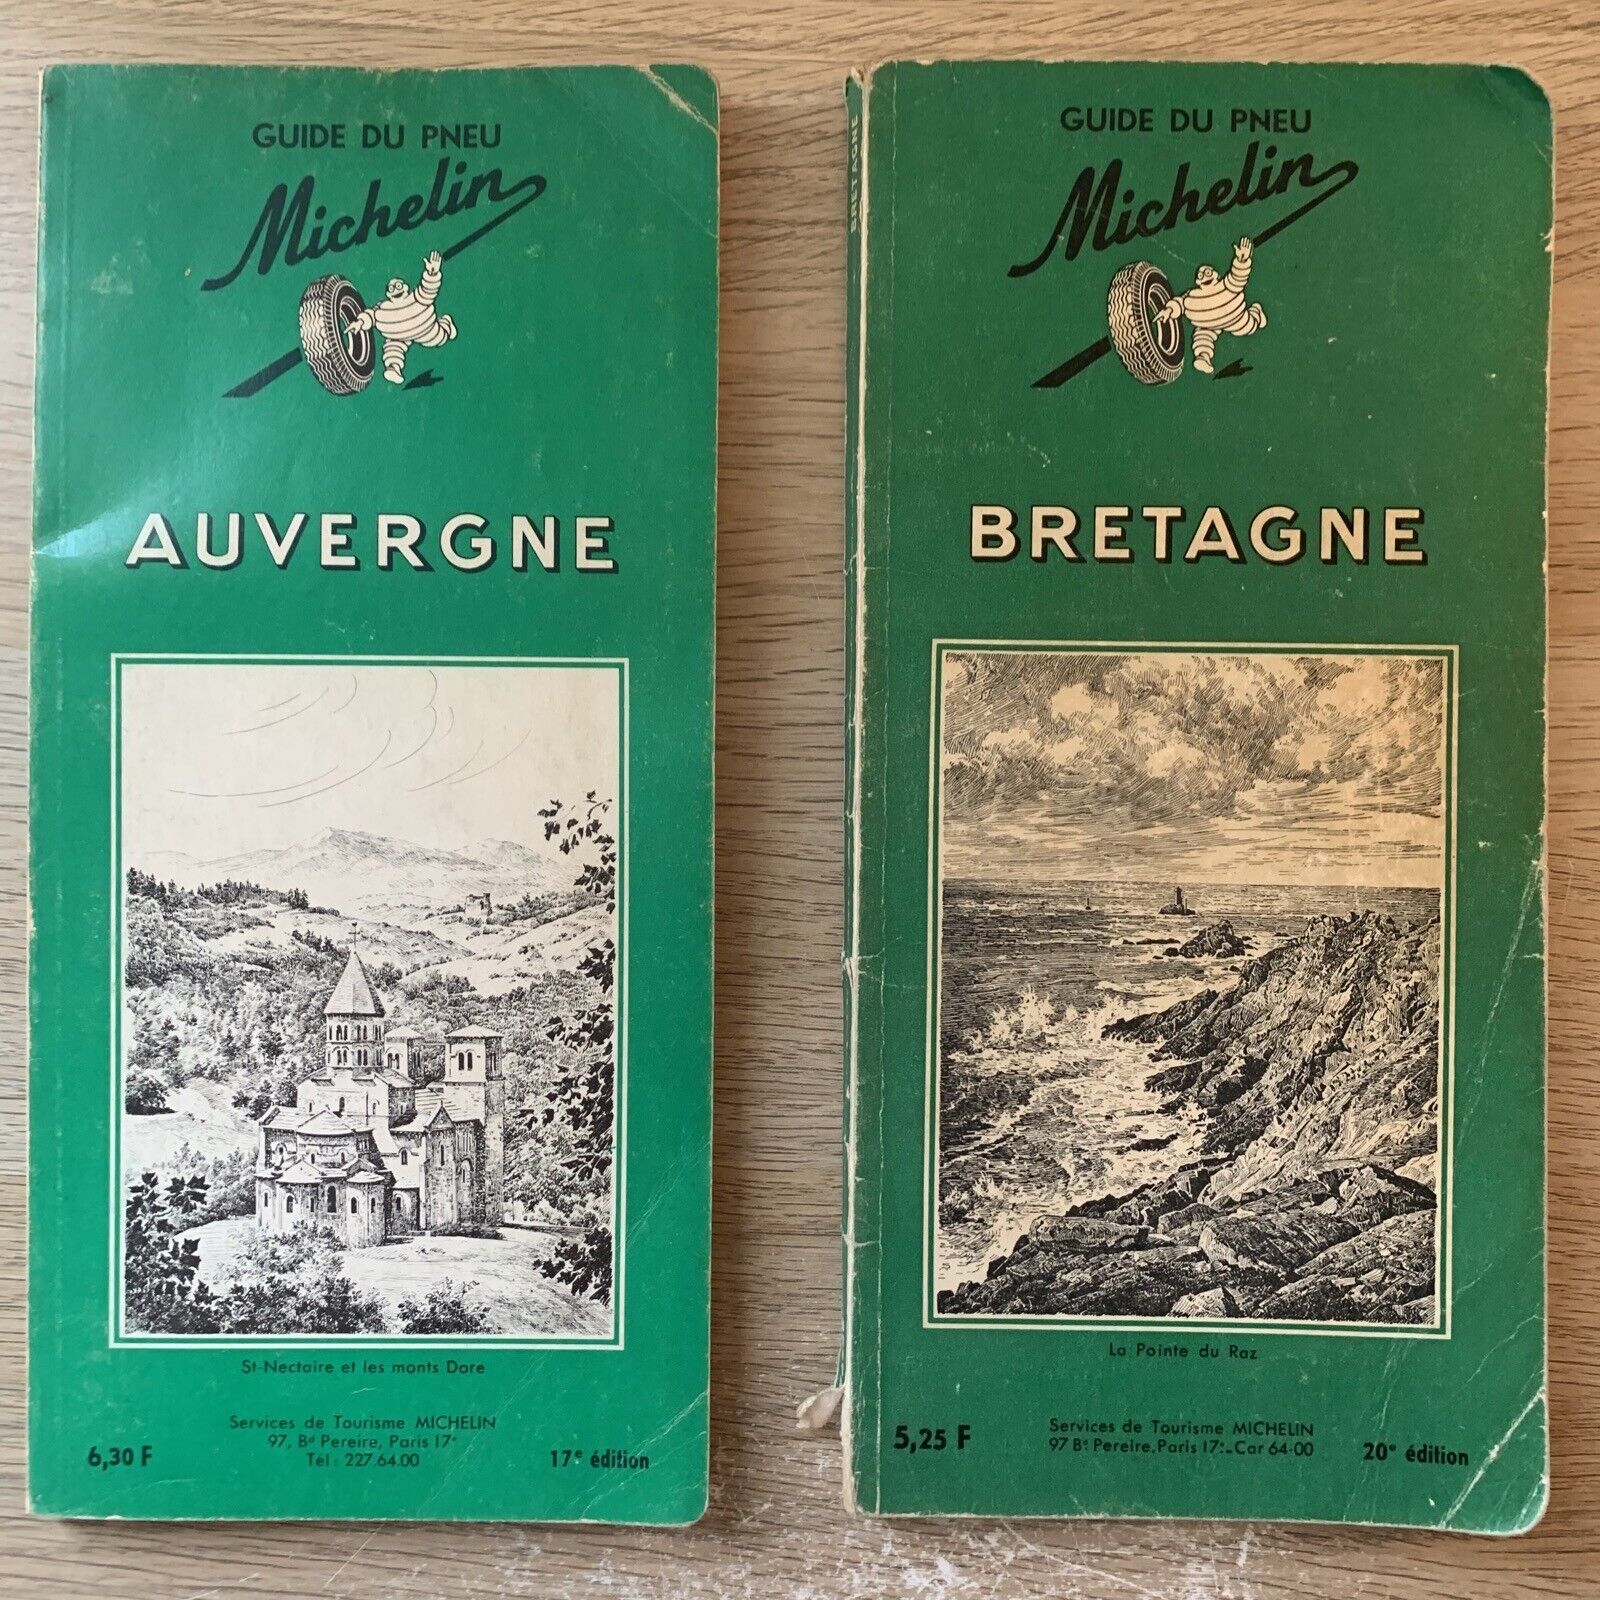 GUIDE DU PNEU
Michelin
AUVERGNE
St-Nectaire et les monts Dore
Services de Tourisme MICHELIN
97, Bd Pereire, Paris 17e
Tél : 227.64.00
6,30 F
17e édition
BRETAGNE
GUIDE DU PNEU
Michelin
BRETAGNE
La Pointe du Raz
Services de Tourisme MICHELIN
97 Bd Pereire, Paris 17e_Car 64-00
5,25 F
20e édition